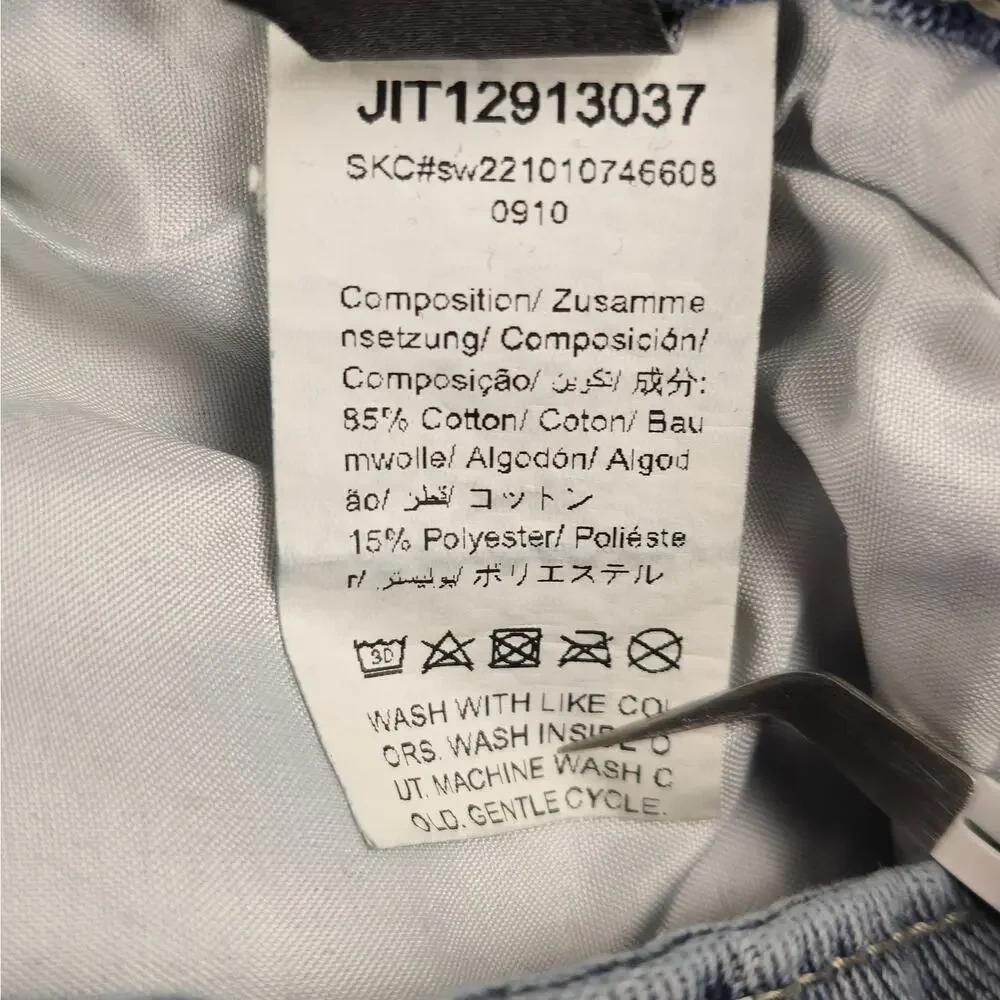 JIT12913037
SKC#sw221010746608
0910
Composition/ Zusamme
nsetzung/ Composición/
Composição/ تكوين/ 成分:
85% Cotton/ Coton/ Bau
mwolle/ Algodón/ Algod
ão/ قطن/ コットン
15% Polyester/ Poliéste
r/ بوليستر/ ポリエステル
30
WASH WITH LIKE COL
ORS. WASH INSIDE O
UT. MACHINE WASH C
OLD. GENTLE CYCLE.